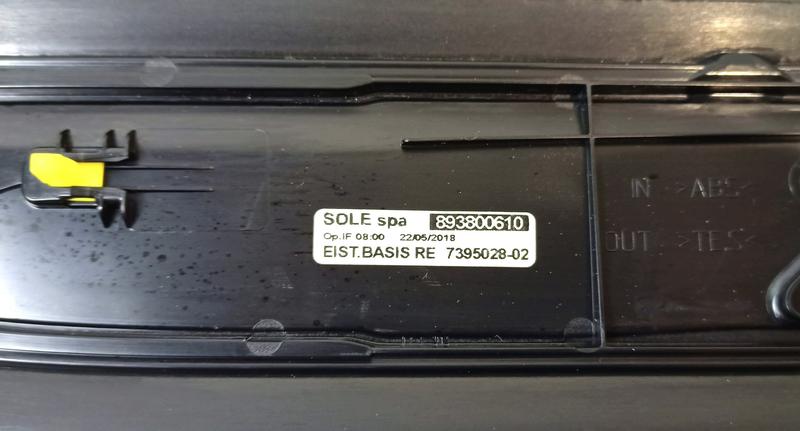 SOLE spa 893800610
Op.IF 08:00 22/05/2018
EIST.BASIS RE 7395028-02
IN >ABS<
OUT >TES<